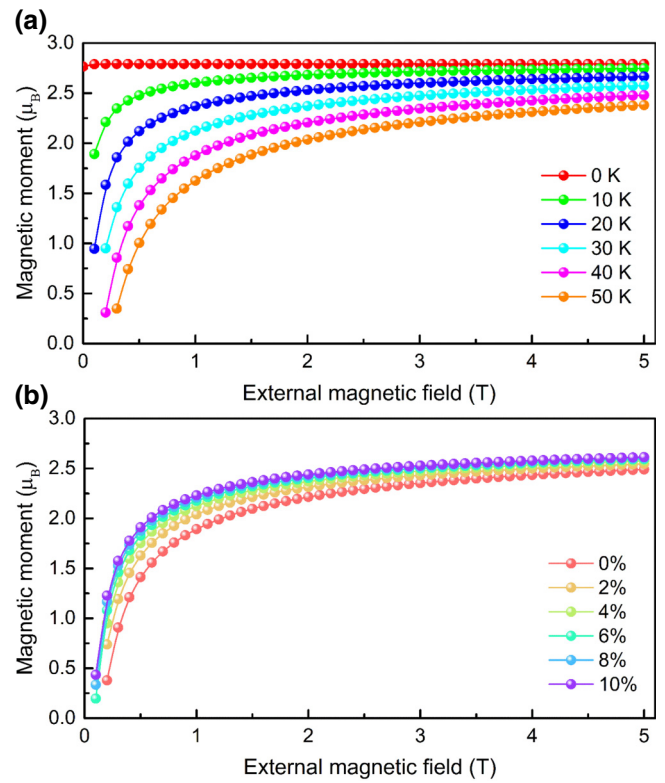 (a)
Magnetic moment (μB)
3.0
2.5
2.0
1.5
1.0
0.5
0.0
0 K
10 K
20 K
30 K
40 K
50 K
0 1 2 3 4 5
External magnetic field (T)
(b)
Magnetic moment (μB)
3.0
2.5
2.0
1.5
1.0
0.5
0.0
0%
2%
4%
6%
8%
10%
0 1 2 3 4 5
External magnetic field (T)